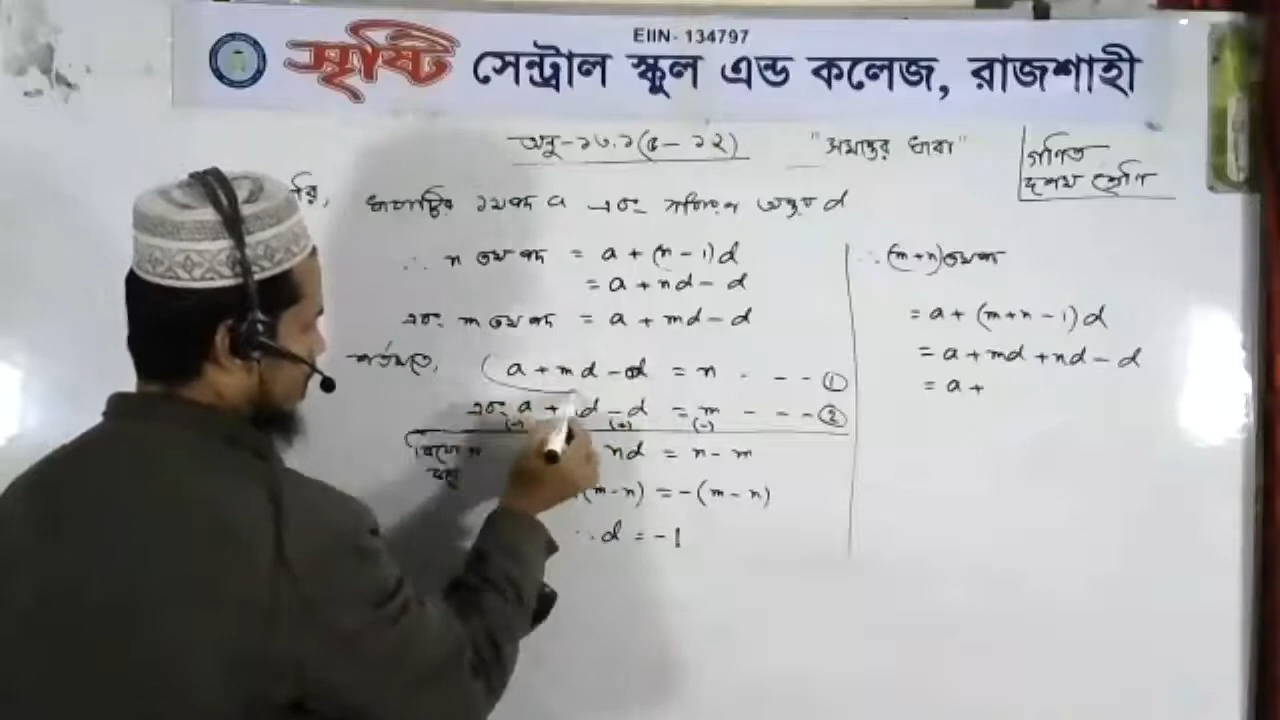 EIIN- 134797
সৃষ্টি সেন্ট্রাল স্কুল এন্ড কলেজ, রাজশাহী
অনু-১৩.১(৫-১২)
"সমান্তর ধারা"
গণিত
দশম শ্রেণি
ধরি, ধারাটির ১ম পদ a এবং সাধারণ অন্তর d
∴ n তম পদ = a + (n - 1)d
= a + nd - d
এবং m তম পদ = a + md - d
শর্তমতে, a + md - d = n - - - ①
এবং a + d - d = m - - - ②
(-) (+) (-)
nd = n - m
(m - n) = -(m - n)
∴ d = -1
∴ (m+n) তম পদ
= a + (m+n - 1)d
= a + md + nd - d
= a +